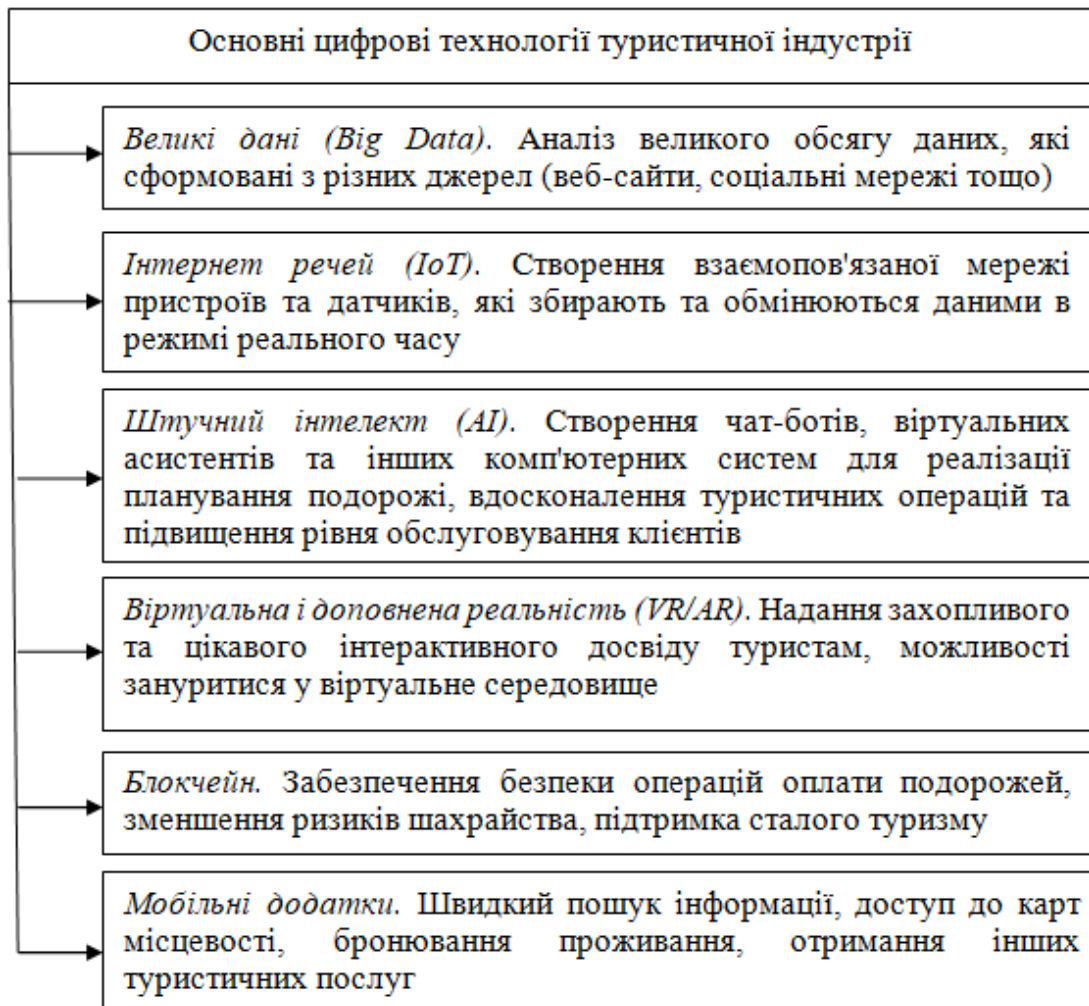 Основні цифрові технології туристичної індустрії
Великі дані (Big Data). Аналіз великого обсягу даних, які
сформовані з різних джерел (веб-сайти, соціальні мережі тощо)
Інтернет речей (IoT). Створення взаємопов'язаної мережі
пристроїв та датчиків, які збирають та обмінюються даними в
режимі реального часу
Штучний інтелект (AI). Створення чат-ботів, віртуальних
асистентів та інших комп'ютерних систем для реалізації
планування подорожі, вдосконалення туристичних операцій та
підвищення рівня обслуговування клієнтів
Віртуальна і доповнена реальність (VR/AR). Надання захопливого
та цікавого інтерактивного досвіду туристам, можливості
зануритися у віртуальне середовище
Блокчейн. Забезпечення безпеки операцій оплати подорожей,
зменшення ризиків шахрайства, підтримка сталого туризму
Мобільні додатки. Швидкий пошук інформації, доступ до карт
місцевості, бронювання проживання, отримання інших
туристичних послуг